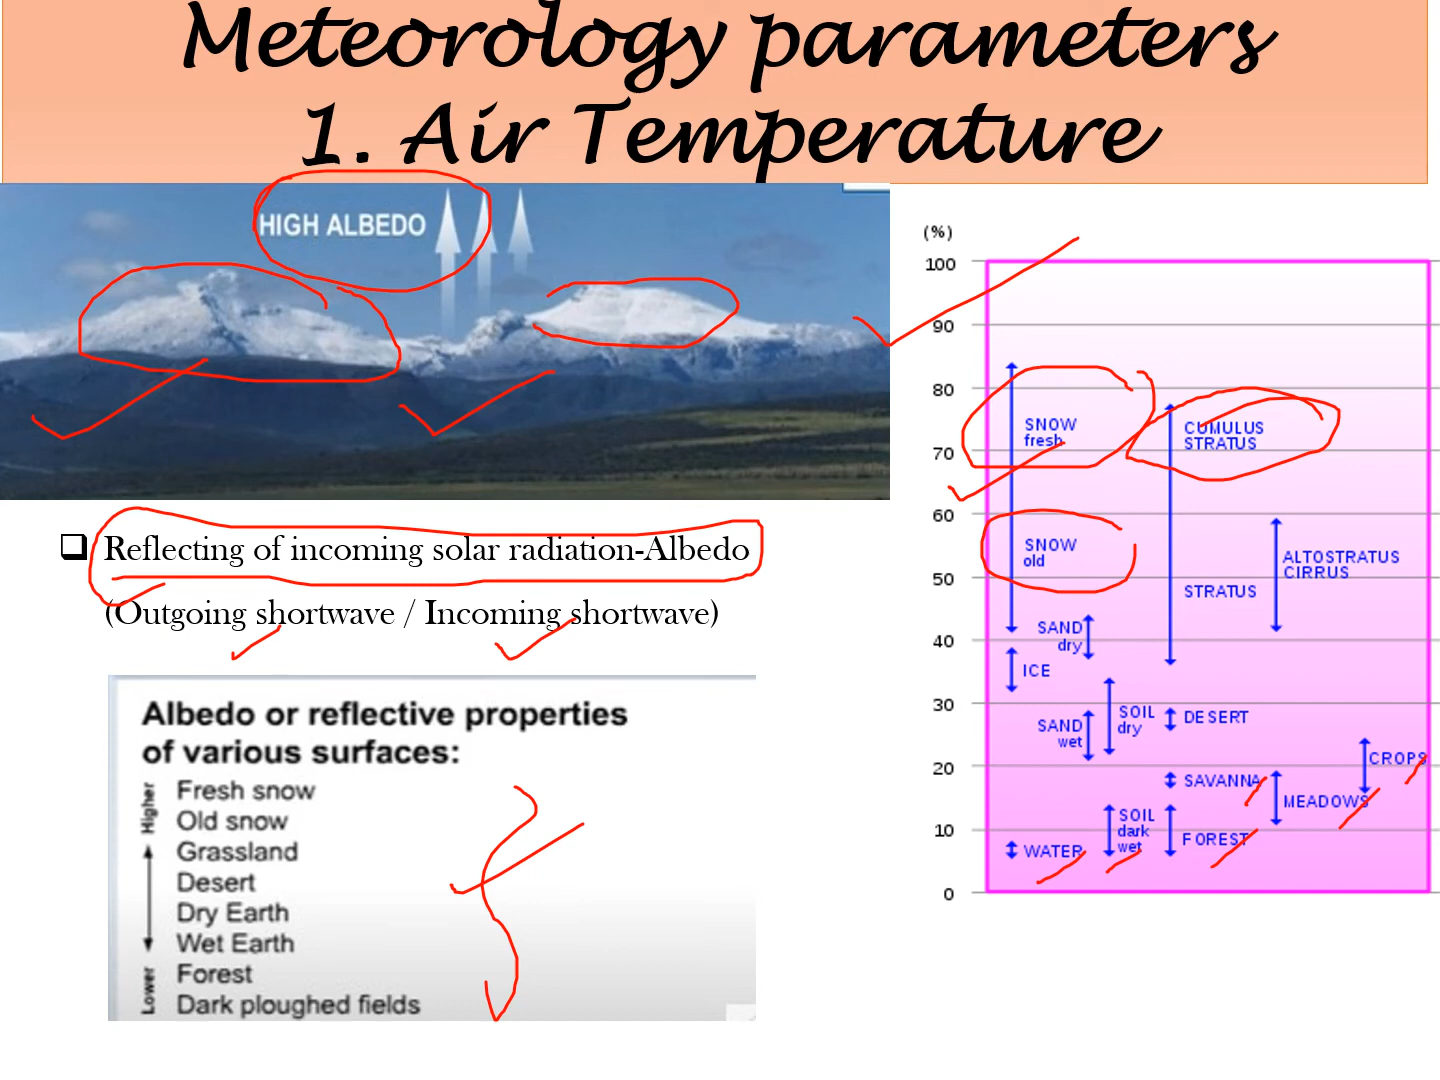 Meteorology parameters
1. Air Temperature
HIGH ALBEDO
❑ Reflecting of incoming solar radiation-Albedo
(Outgoing shortwave / Incoming shortwave)
Albedo or reflective properties
of various surfaces:
Higher
Lower
Fresh snow
Old snow
Grassland
Desert
Dry Earth
Wet Earth
Forest
Dark ploughed fields
(%)
100
90
80
70
60
50
40
30
20
10
0
SNOW
fresh
CUMULUS
STRATUS
SNOW
old
ALTOSTRATUS
CIRRUS
STRATUS
SAND
dry
ICE
SAND
wet
SOIL
dry
DESERT
CROPS
SAVANNA
MEADOWS
SOIL
dark
wet
FOREST
WATER